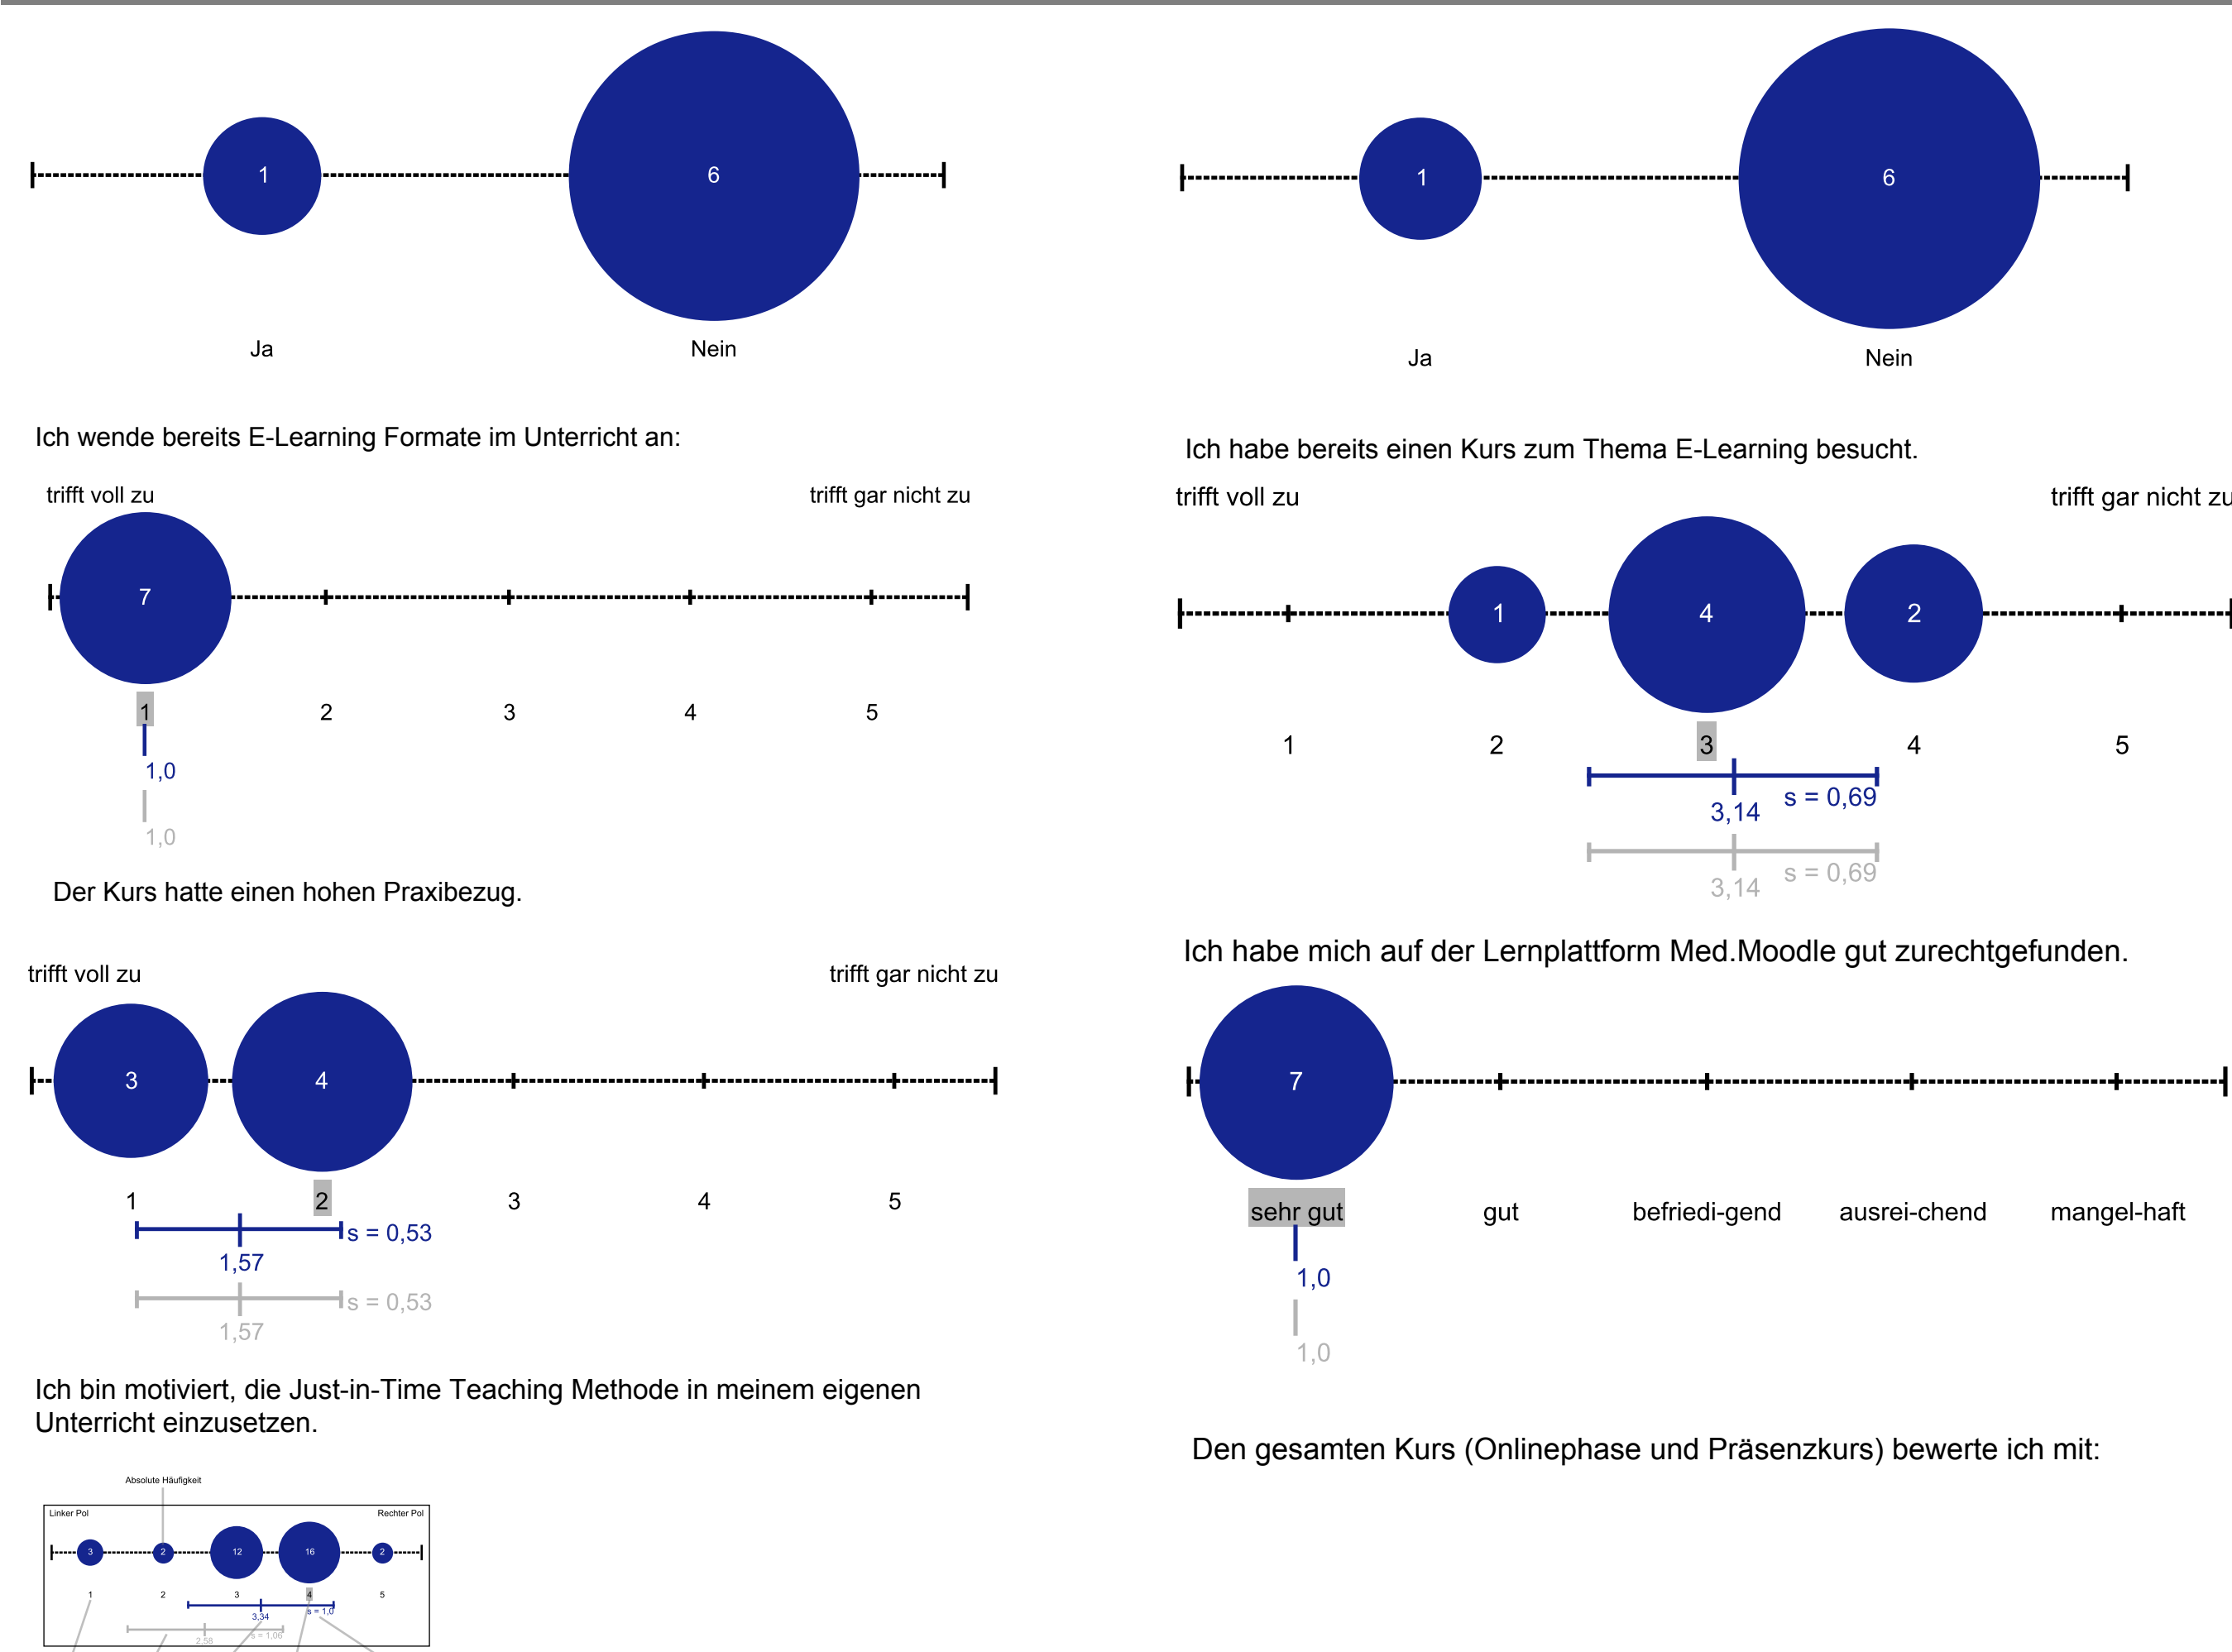 1
6
Ja
Nein
Ich wende bereits E-Learning Formate im Unterricht an:
1
6
Ja
Nein
Ich habe bereits einen Kurs zum Thema E-Learning besucht.
trifft voll zu
trifft gar nicht zu
7
1 2 3 4 5
1,0
1,0
Der Kurs hatte einen hohen Praxibezug.
trifft voll zu
trifft gar nicht zu
1 4 2
1 2 3 4 5
3,14 s = 0,69
3,14 s = 0,69
Ich habe mich auf der Lernplattform Med.Moodle gut zurechtgefunden.
trifft voll zu
trifft gar nicht zu
3 4
1 2 3 4 5
s = 0,53
1,57
s = 0,53
1,57
Ich bin motiviert, die Just-in-Time Teaching Methode in meinem eigenen
Unterricht einzusetzen.
7
sehr gut gut befriedi-gend ausrei-chend mangel-haft
1,0
1,0
Den gesamten Kurs (Onlinephase und Präsenzkurs) bewerte ich mit:
Absolute Häufigkeit
Linker Pol
Rechter Pol
3 2 12 16 2
1 2 3 4 5
3,34 s = 1,0
2,58 s = 1,06